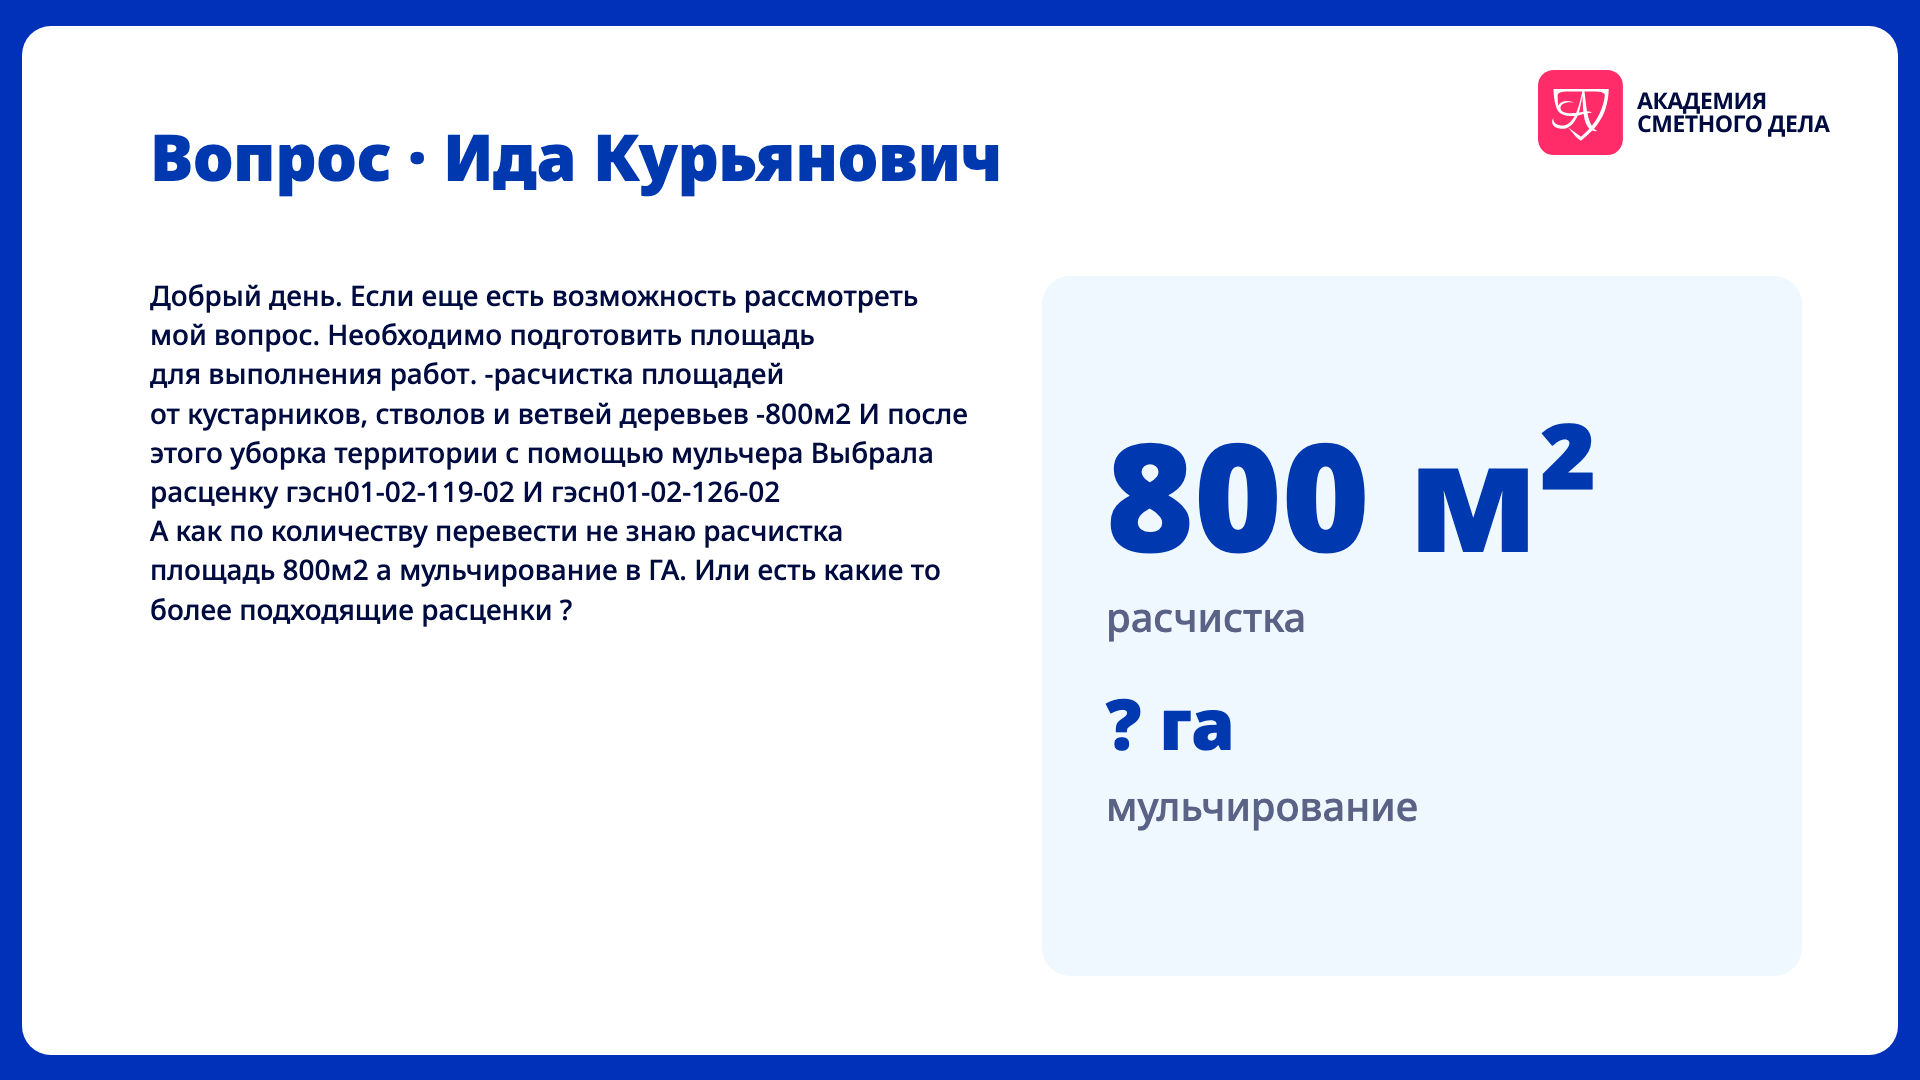 АКАДЕМИЯ
СМЕТНОГО ДЕЛА
Вопрос · Ида Курьянович
Добрый день. Если еще есть возможность рассмотреть
мой вопрос. Необходимо подготовить площадь
для выполнения работ. -расчистка площадей
от кустарников, стволов и ветвей деревьев -800м2 И после
этого уборка территории с помощью мульчера Выбрала
расценку гэсн01-02-119-02 И гэсн01-02-126-02
А как по количеству перевести не знаю расчистка
площадь 800м2 а мульчирование в ГА. Или есть какие то
более подходящие расценки ?
800 м²
расчистка
? га
мульчирование